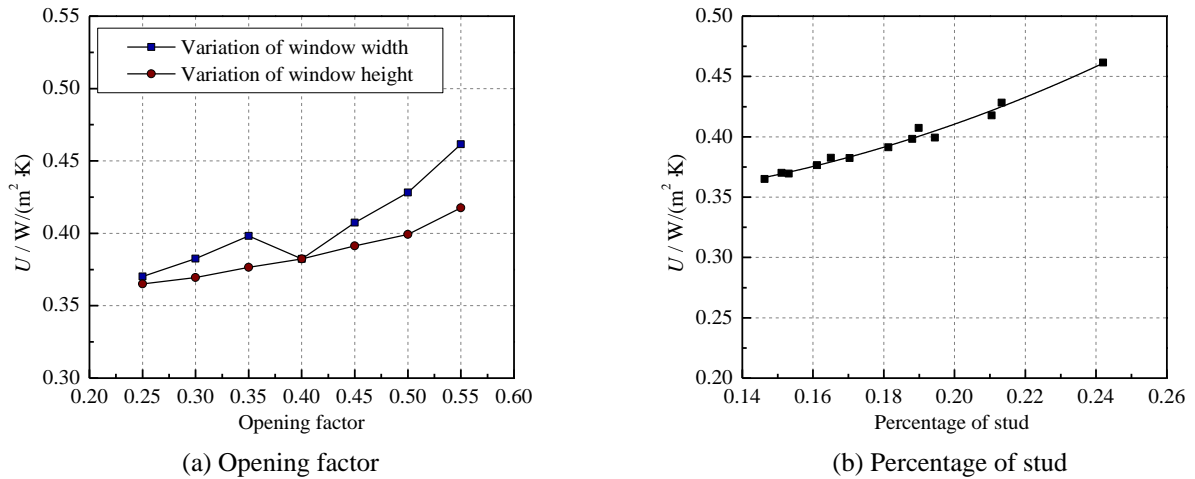 0.55
0.50
0.45
0.40
0.35
0.30
U / W/(m² ·K)
Variation of window width
Variation of window height
0.20 0.25 0.30 0.35 0.40 0.45 0.50 0.55 0.60
Opening factor
(a) Opening factor
0.50
0.45
0.40
0.35
0.30
0.25
0.20
U / W/(m² ·K)
0.14 0.16 0.18 0.20 0.22 0.24 0.26
Percentage of stud
(b) Percentage of stud